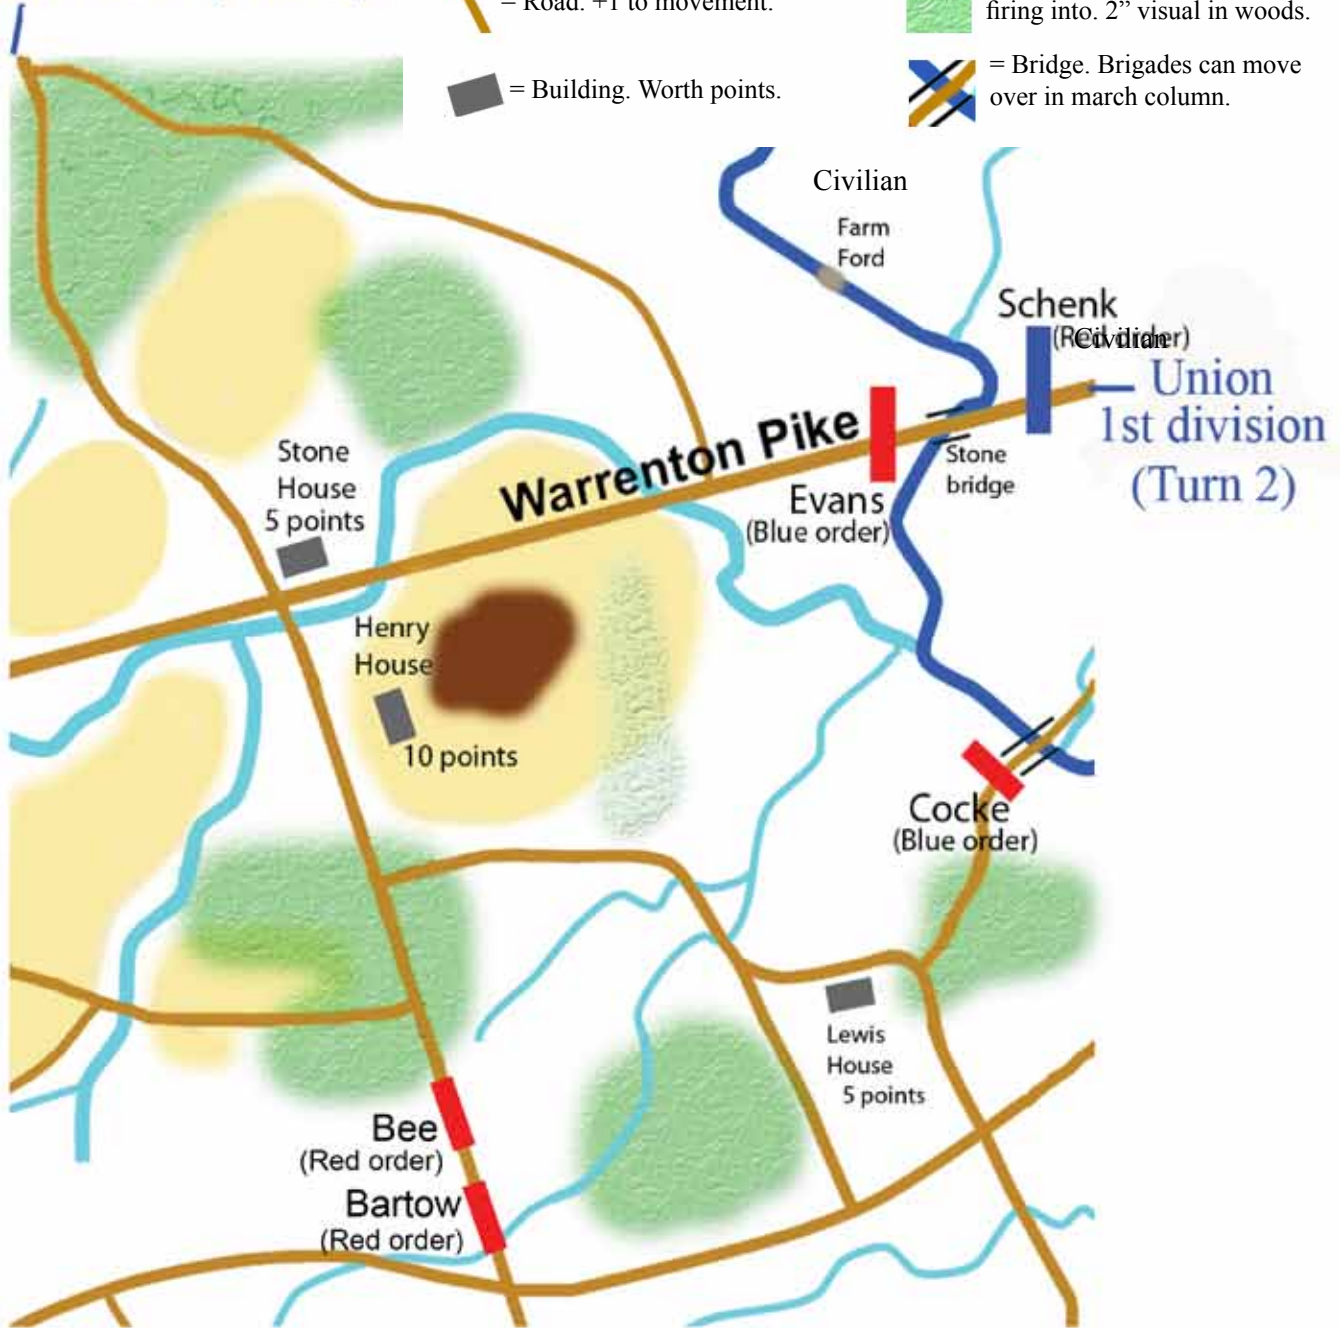 = Road. +1 to movement.
firing into. 2” visual in woods.
= Building. Worth points.
= Bridge. Brigades can move
over in march column.
Civilian
Farm
Ford
Schenk
(Red order)
Civilian
Union
1st division
(Turn 2)
Warrenton Pike
Stone
bridge
Evans
(Blue order)
Stone
House
5 points
Henry
House
10 points
Cocke
(Blue order)
Lewis
House
5 points
Bee
(Red order)
Bartow
(Red order)